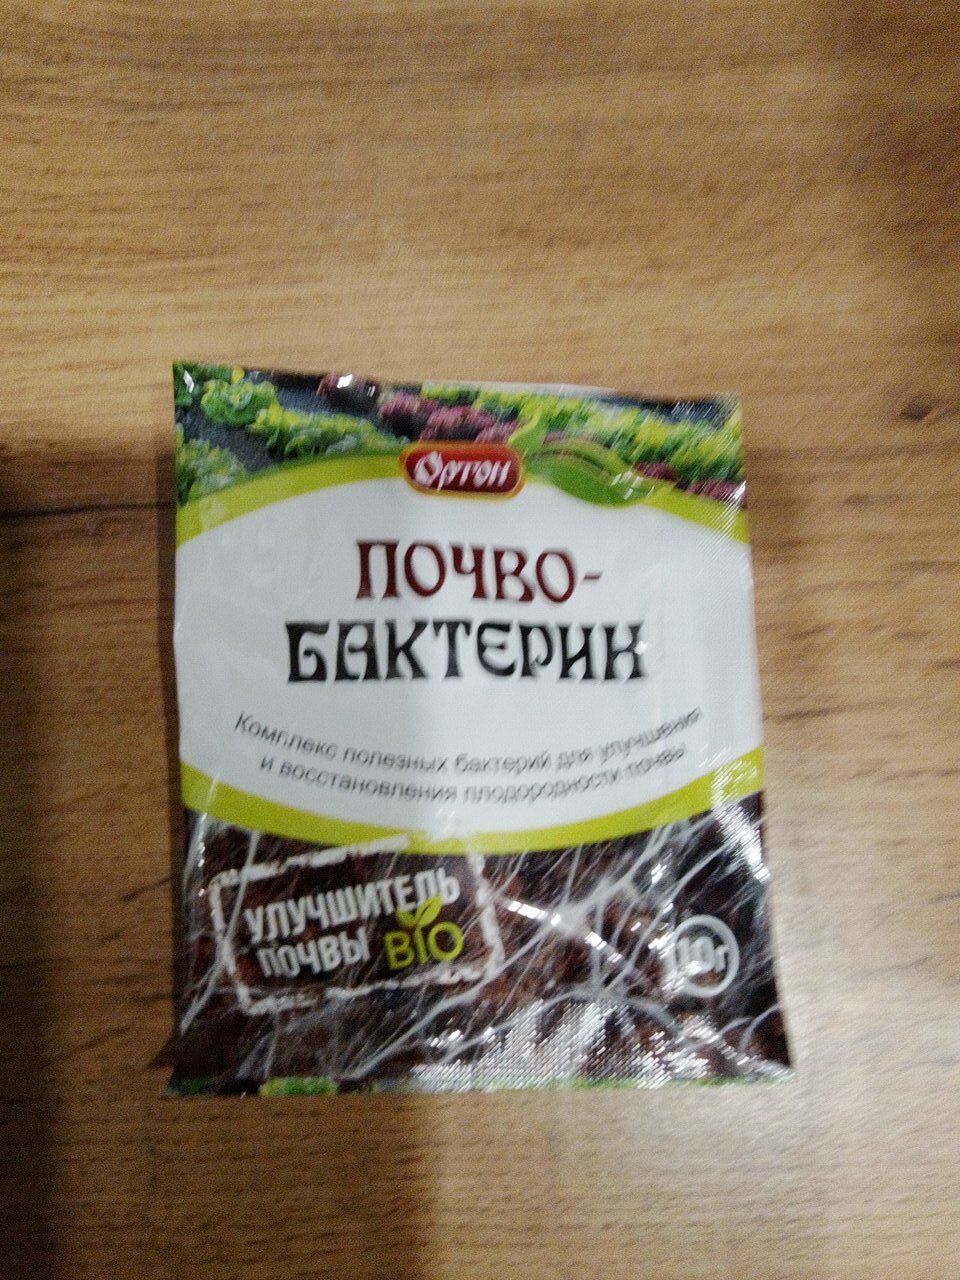 Ортон
ПОЧВО-
БАКТЕРИН
Комплекс полезных бактерий для улучшения
и восстановления плодородности почвы
УЛУЧШИТЕЛЬ
ПОЧВЫ BIO
10г